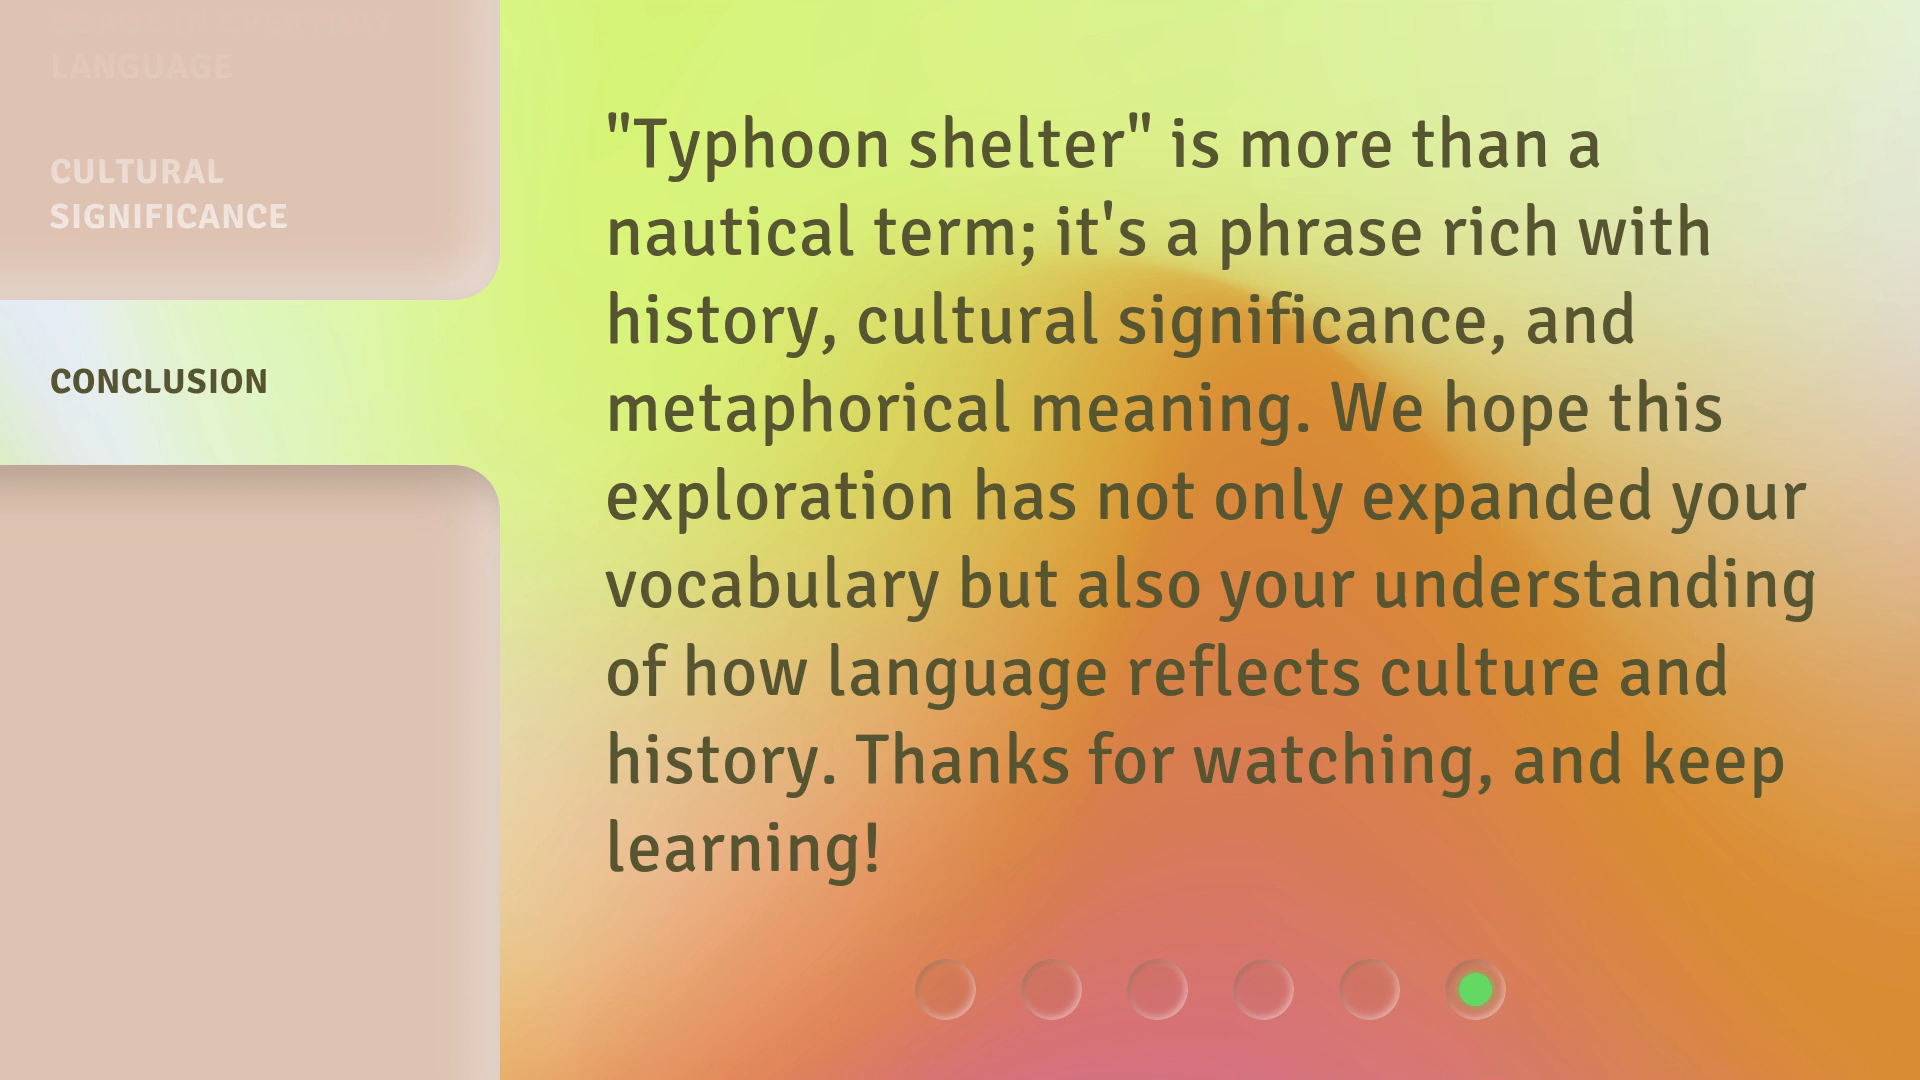 LANGUAGE
CULTURAL
SIGNIFICANCE
CONCLUSION
"Typhoon shelter" is more than a
nautical term; it's a phrase rich with
history, cultural significance, and
metaphorical meaning. We hope this
exploration has not only expanded your
vocabulary but also your understanding
of how language reflects culture and
history. Thanks for watching, and keep
learning!